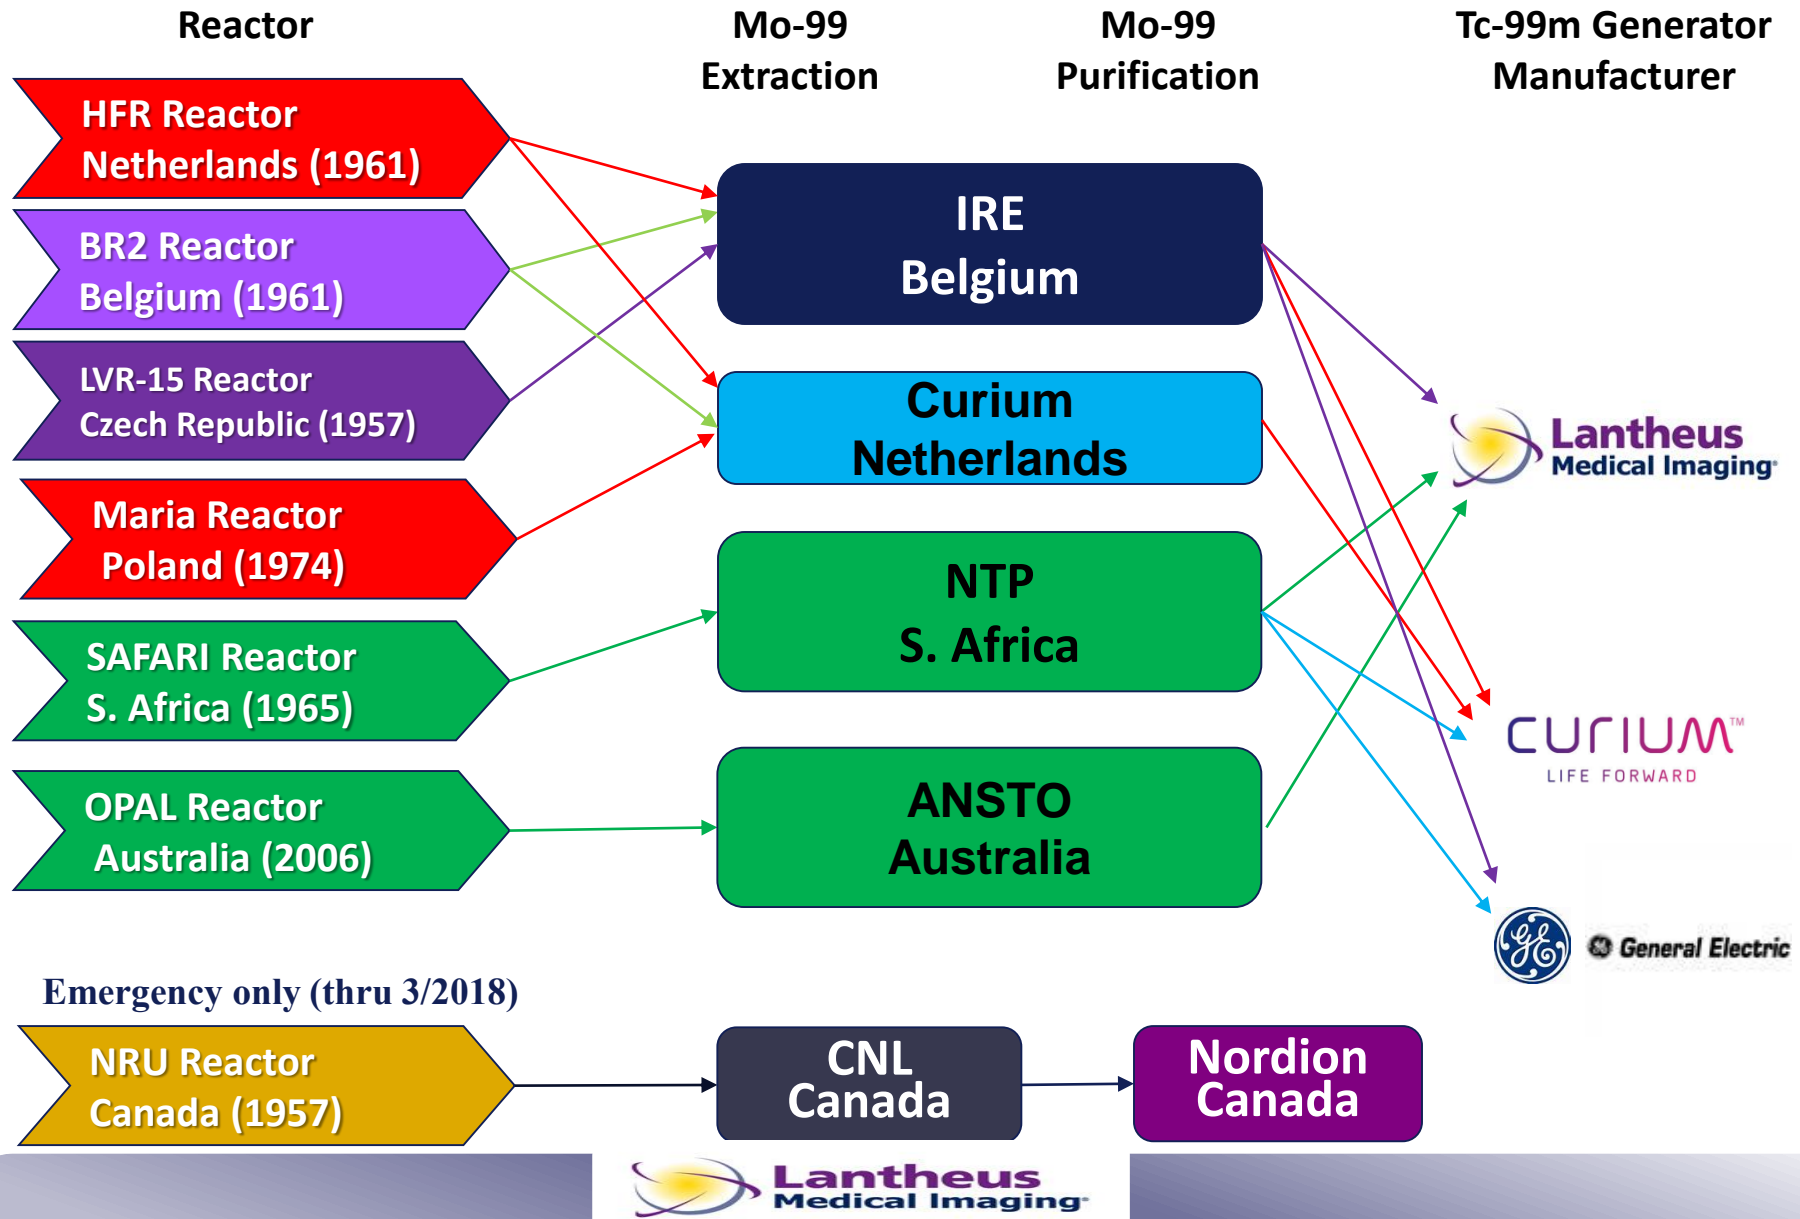 Reactor
Mo-99
Extraction
Mo-99
Purification
Tc-99m Generator
Manufacturer
HFR Reactor
Netherlands (1961)
BR2 Reactor
Belgium (1961)
LVR-15 Reactor
Czech Republic (1957)
Maria Reactor
Poland (1974)
SAFARI Reactor
S. Africa (1965)
OPAL Reactor
Australia (2006)
IRE
Belgium
Curium
Netherlands
NTP
S. Africa
ANSTO
Australia
Lantheus
Medical Imaging
CURIUM™
LIFE FORWARD
GE
General Electric
Emergency only (thru 3/2018)
NRU Reactor
Canada (1957)
CNL
Canada
Nordion
Canada
Lantheus
Medical Imaging